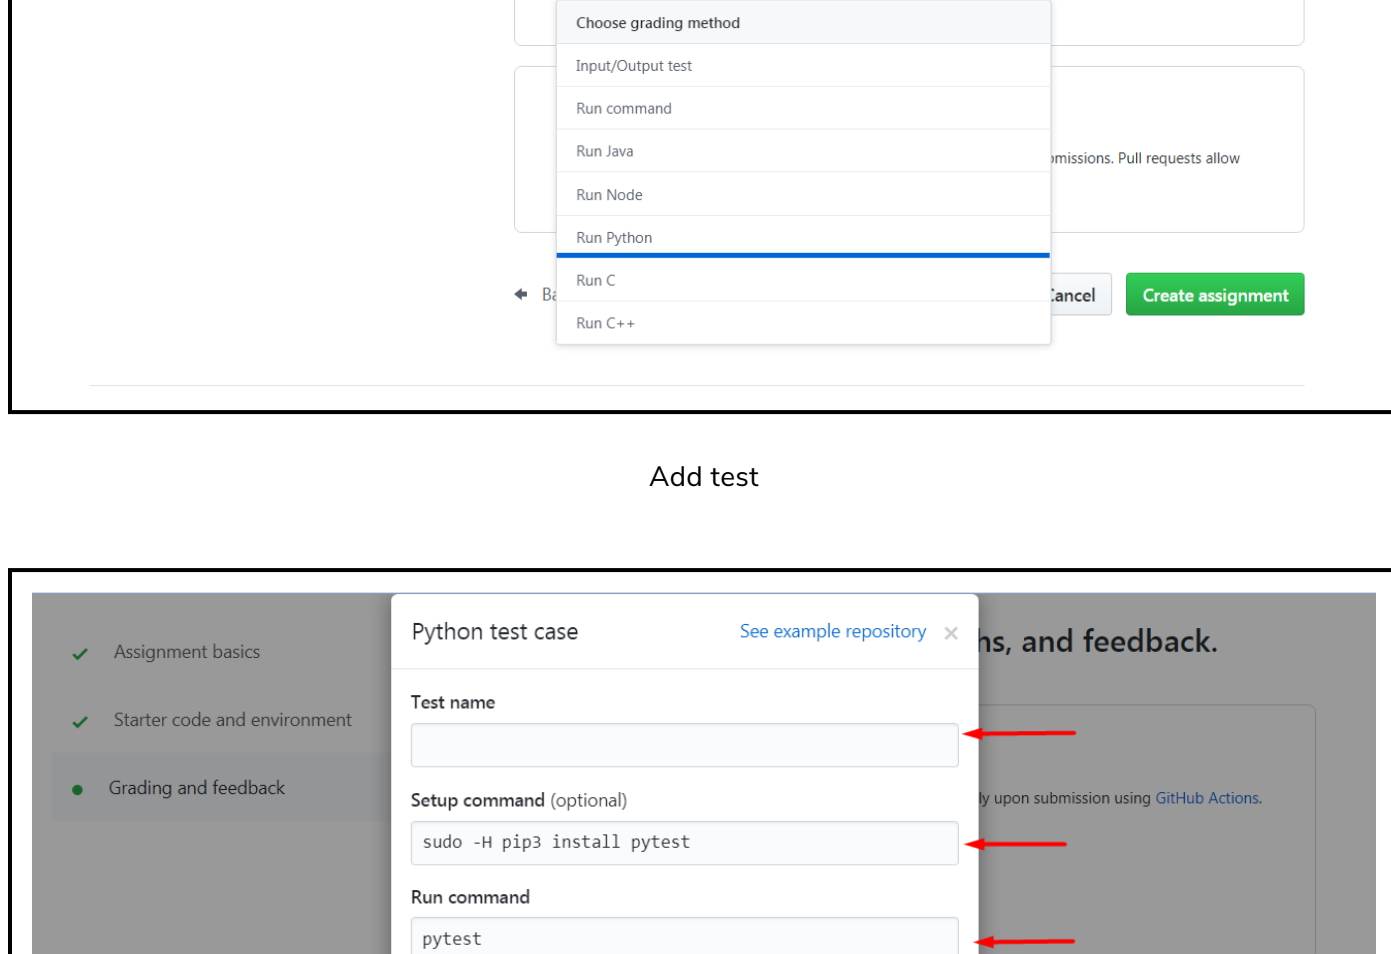 Choose grading method
Input/Output test
Run command
Run Java
omissions. Pull requests allow
Run Node
Run Python
Run C
Cancel
Create assignment
Run C++
Add test
Python test case
See example repository
hs, and feedback.
Assignment basics
Test name
Starter code and environment
Grading and feedback
Setup command (optional)
ly upon submission using GitHub Actions.
sudo -H pip3 install pytest
Run command
pytest